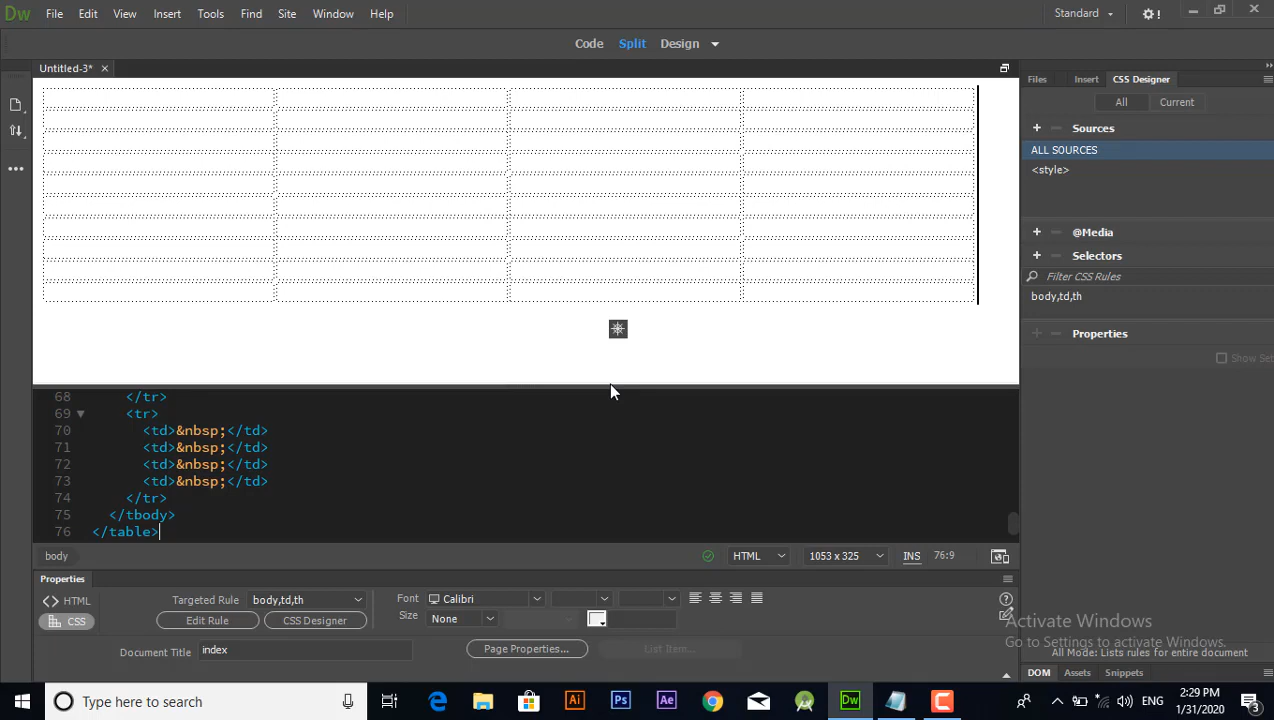 Dw File Edit View Insert Tools Find Site Window Help Standard
Code Split Design
Untitled-3*
Files Insert CSS Designer
All Current
Sources
ALL SOURCES
<style>
@Media
Selectors
Filter CSS Rules
body,td,th
Properties
Show Set
68 </tr>
69 <tr>
70 <td>&nbsp;</td>
71 <td>&nbsp;</td>
72 <td>&nbsp;</td>
73 <td>&nbsp;</td>
74 </tr>
75 </tbody>
76 </table>
body HTML 1053 x 325 INS 76:9
Properties
HTML Targeted Rule body,td,th Font Calibri
CSS Edit Rule CSS Designer Size None
Document Title index Page Properties... List Item...
Activate Windows
Go to Settings to activate Windows.
All Mode: Lists rules for entire document
DOM Assets Snippets
Type here to search
Ai Ps Ae Dw
ENG
2:29 PM
1/31/2020
3